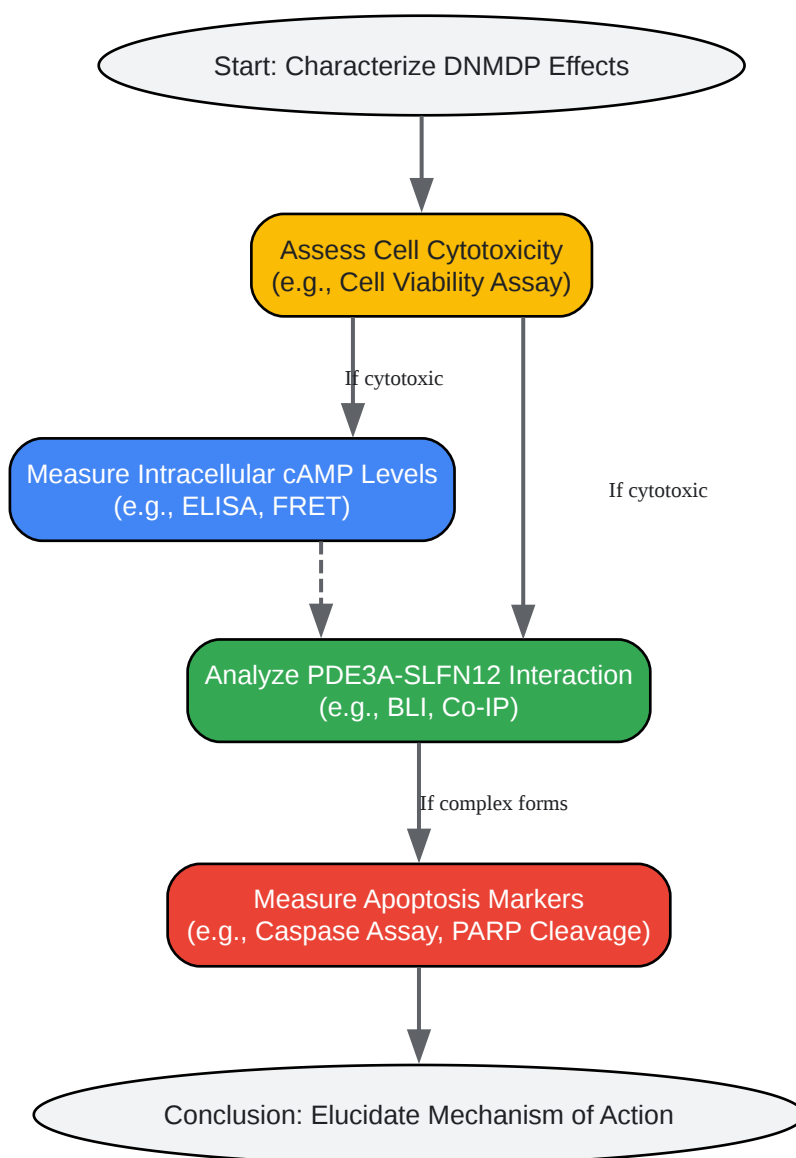 Start: Characterize DNMDP Effects
Assess Cell Cytotoxicity
(e.g., Cell Viability Assay)
If cytotoxic
Measure Intracellular cAMP Levels
(e.g., ELISA, FRET)
If cytotoxic
Analyze PDE3A-SLFN12 Interaction
(e.g., BLI, Co-IP)
If complex forms
Measure Apoptosis Markers
(e.g., Caspase Assay, PARP Cleavage)
Conclusion: Elucidate Mechanism of Action